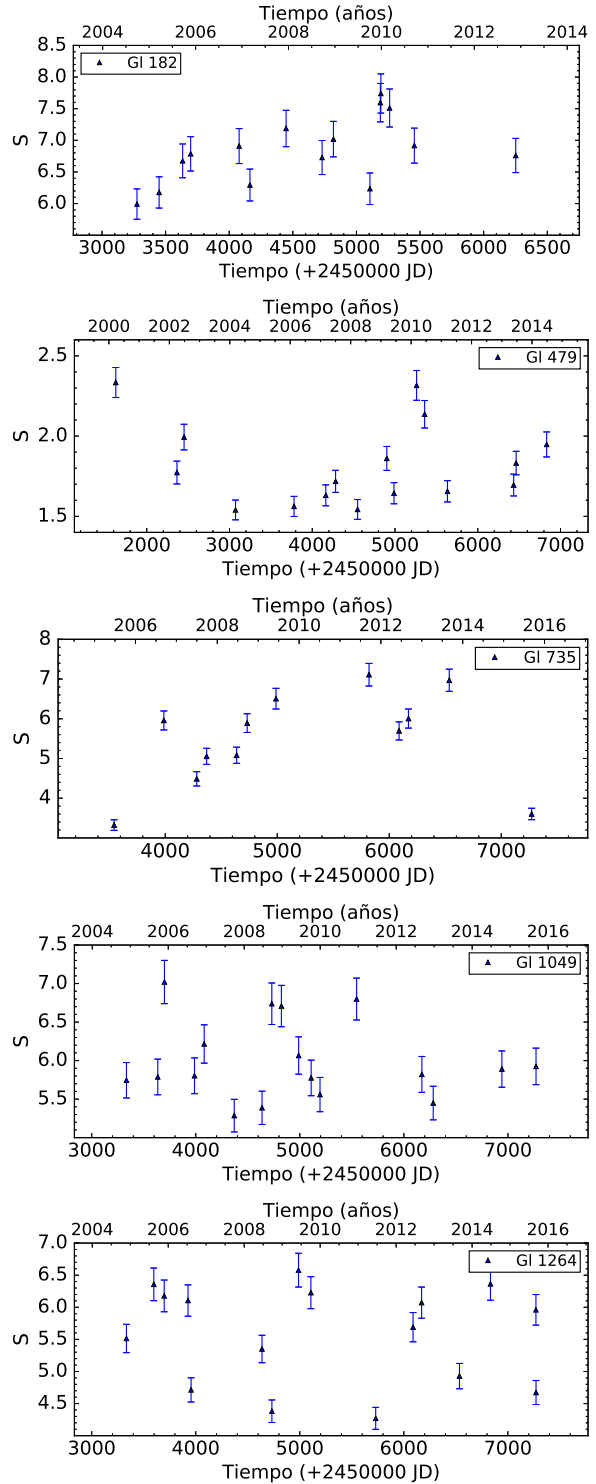 Tiempo (años)
2004 2006 2008 2010 2012 2014
8.5
Gl 182
8.0
7.5
7.0
S
6.5
6.0
3000 3500 4000 4500 5000 5500 6000 6500
Tiempo (+2450000 JD)
Tiempo (años)
2000 2002 2004 2006 2008 2010 2012 2014
2.5
Gl 479
2.0
S
1.5
2000 3000 4000 5000 6000 7000
Tiempo (+2450000 JD)
Tiempo (años)
2006 2008 2010 2012 2014 2016
8
Gl 735
7
6
S
5
4
4000 5000 6000 7000
Tiempo (+2450000 JD)
Tiempo (años)
2004 2006 2008 2010 2012 2014 2016
7.5
Gl 1049
7.0
6.5
S
6.0
5.5
3000 4000 5000 6000 7000
Tiempo (+2450000 JD)
Tiempo (años)
2004 2006 2008 2010 2012 2014 2016
7.0
Gl 1264
6.5
6.0
S
5.5
5.0
4.5
3000 4000 5000 6000 7000
Tiempo (+2450000 JD)